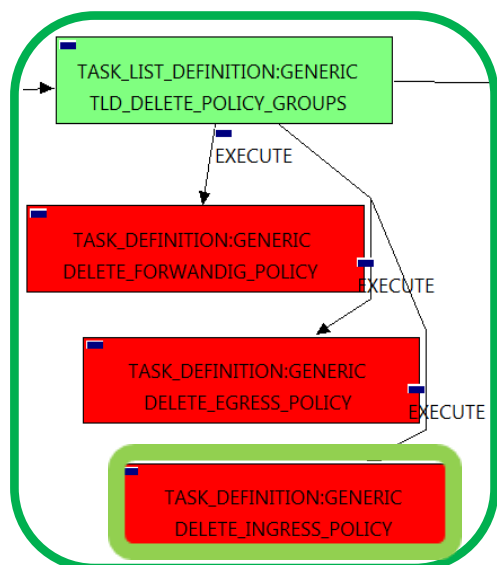 TASK_LIST_DEFINITION:GENERIC
TLD_DELETE_POLICY_GROUPS
EXECUTE
TASK_DEFINITION:GENERIC
DELETE_FORWANDIG_POLICY
EXECUTE
TASK_DEFINITION:GENERIC
DELETE_EGRESS_POLICY
EXECUTE
TASK_DEFINITION:GENERIC
DELETE_INGRESS_POLICY